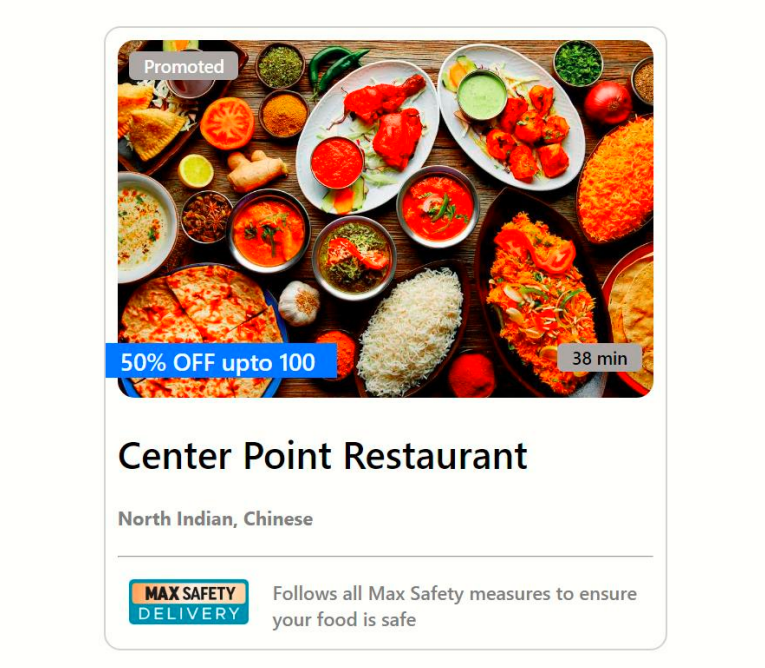 Promoted
50% OFF upto 100
38 min
Center Point Restaurant
North Indian, Chinese
MAX SAFETY
DELIVERY
Follows all Max Safety measures to ensure
your food is safe